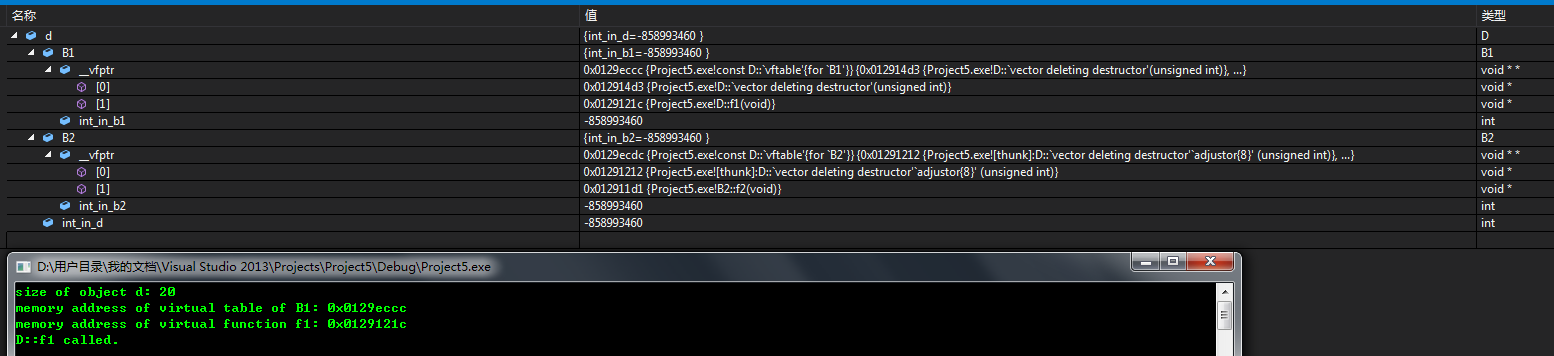 名称 值 类型
d {int_in_d=-858993460 } D
B1 {int_in_b1=-858993460 } B1
__vfptr 0x0129eccc {Project5.exe!const D::`vftable'{for `B1'}} {0x012914d3 {Project5.exe!D::`vector deleting destructor'(unsigned int)}, ...} void * *
[0] 0x012914d3 {Project5.exe!D::`vector deleting destructor'(unsigned int)} void *
[1] 0x0129121c {Project5.exe!D::f1(void)} void *
int_in_b1 -858993460 int
B2 {int_in_b2=-858993460 } B2
__vfptr 0x0129ecdc {Project5.exe!const D::`vftable'{for `B2'}} {0x01291212 {Project5.exe![thunk]:D::`vector deleting destructor'`adjustor{8}' (unsigned int)}, ...} void * *
[0] 0x01291212 {Project5.exe![thunk]:D::`vector deleting destructor'`adjustor{8}' (unsigned int)} void *
[1] 0x012911d1 {Project5.exe!B2::f2(void)} void *
int_in_b2 -858993460 int
int_in_d -858993460 int
D:\用户目录\我的文档\Visual Studio 2013\Projects\Project5\Debug\Project5.exe
size of object d: 20
memory address of virtual table of B1: 0x0129eccc
memory address of virtual function f1: 0x0129121c
D::f1 called.